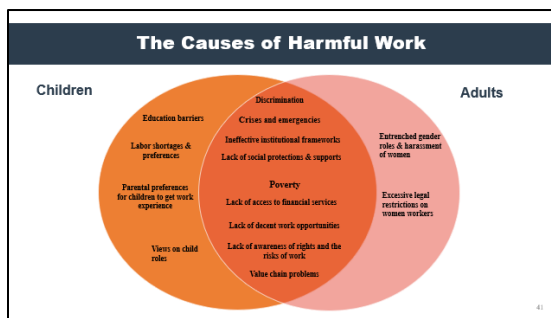 The Causes of Harmful Work
Children
Adults
Education barriers
Labor shortages &
preferences
Parental preferences
for children to get work
experience
Views on child
roles
Discrimination
Crises and emergencies
Ineffective institutional frameworks
Lack of social protections & supports
Poverty
Lack of access to financial services
Lack of decent work opportunities
Lack of awareness of rights and the
risks of work
Value chain problems
Entrenched gender
roles & harassment
of women
Excessive legal
restrictions on
women workers